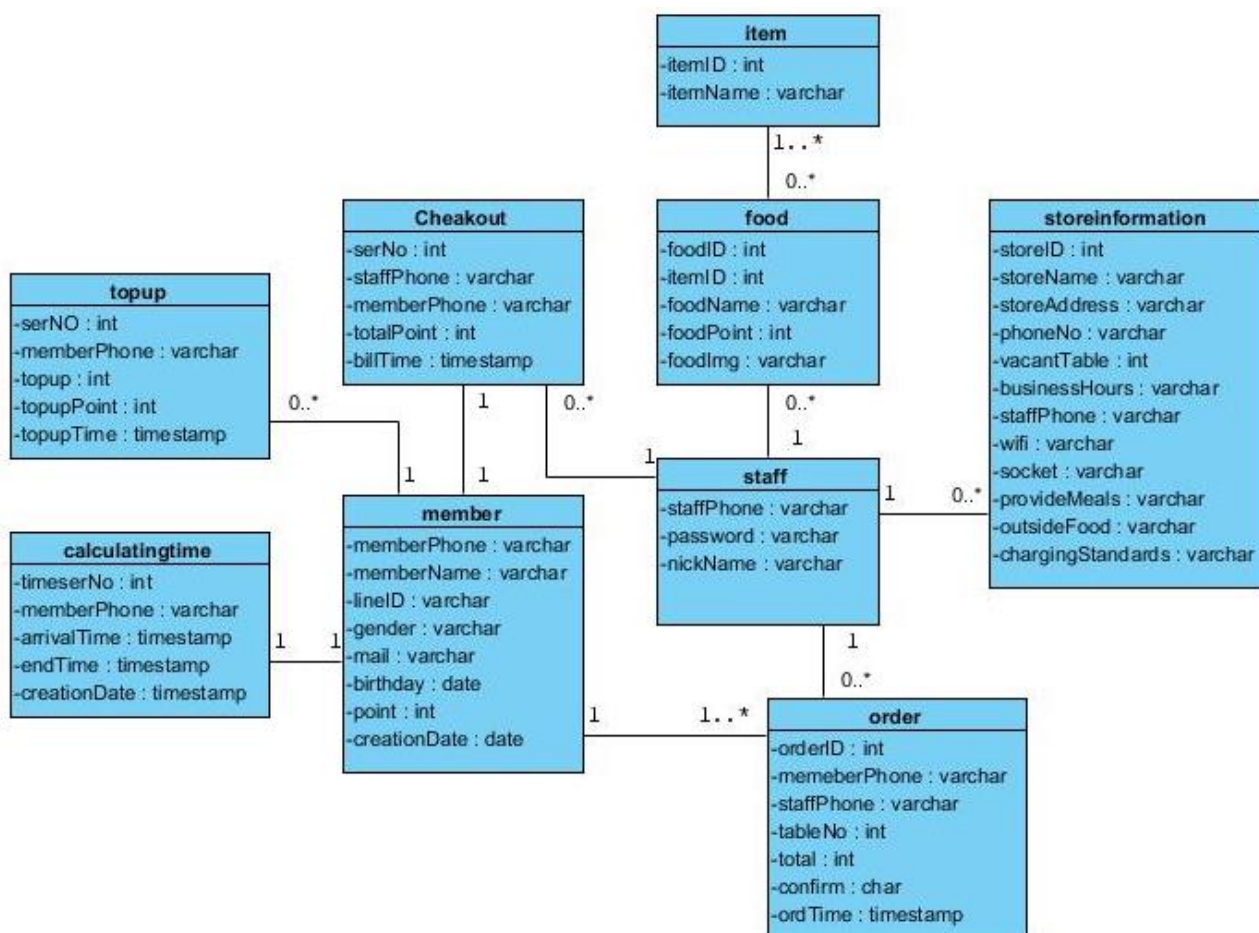 item
-itemID : int
-itemName : varchar
1..*
0..*
Cheakout
-serNo : int
-staffPhone : varchar
-memberPhone : varchar
-totalPoint : int
-billTime : timestamp
food
-foodID : int
-itemID : int
-foodName : varchar
-foodPoint : int
-foodImg : varchar
storeinformation
-storeID : int
-storeName : varchar
-storeAddress : varchar
-phoneNo : varchar
-vacantTable : int
-businessHours : varchar
-staffPhone : varchar
-wifi : varchar
-socket : varchar
-provideMeals : varchar
-outsideFood : varchar
-chargingStandards : varchar
topup
-serNO : int
-memberPhone : varchar
-topup : int
-topupPoint : int
-topupTime : timestamp
0..*
1
0..*
0..*
1
1
1
1
staff
-staffPhone : varchar
-password : varchar
-nickName : varchar
1
0..*
member
-memberPhone : varchar
-memberName : varchar
-lineID : varchar
-gender : varchar
-mail : varchar
-birthday : date
-point : int
-creationDate : date
calculatingtime
-timeserNo : int
-memberPhone : varchar
-arrivalTime : timestamp
-endTime : timestamp
-creationDate : timestamp
1
1
1
0..*
1
1..*
order
-orderID : int
-memeberPhone : varchar
-staffPhone : varchar
-tableNo : int
-total : int
-confirm : char
-ordTime : timestamp